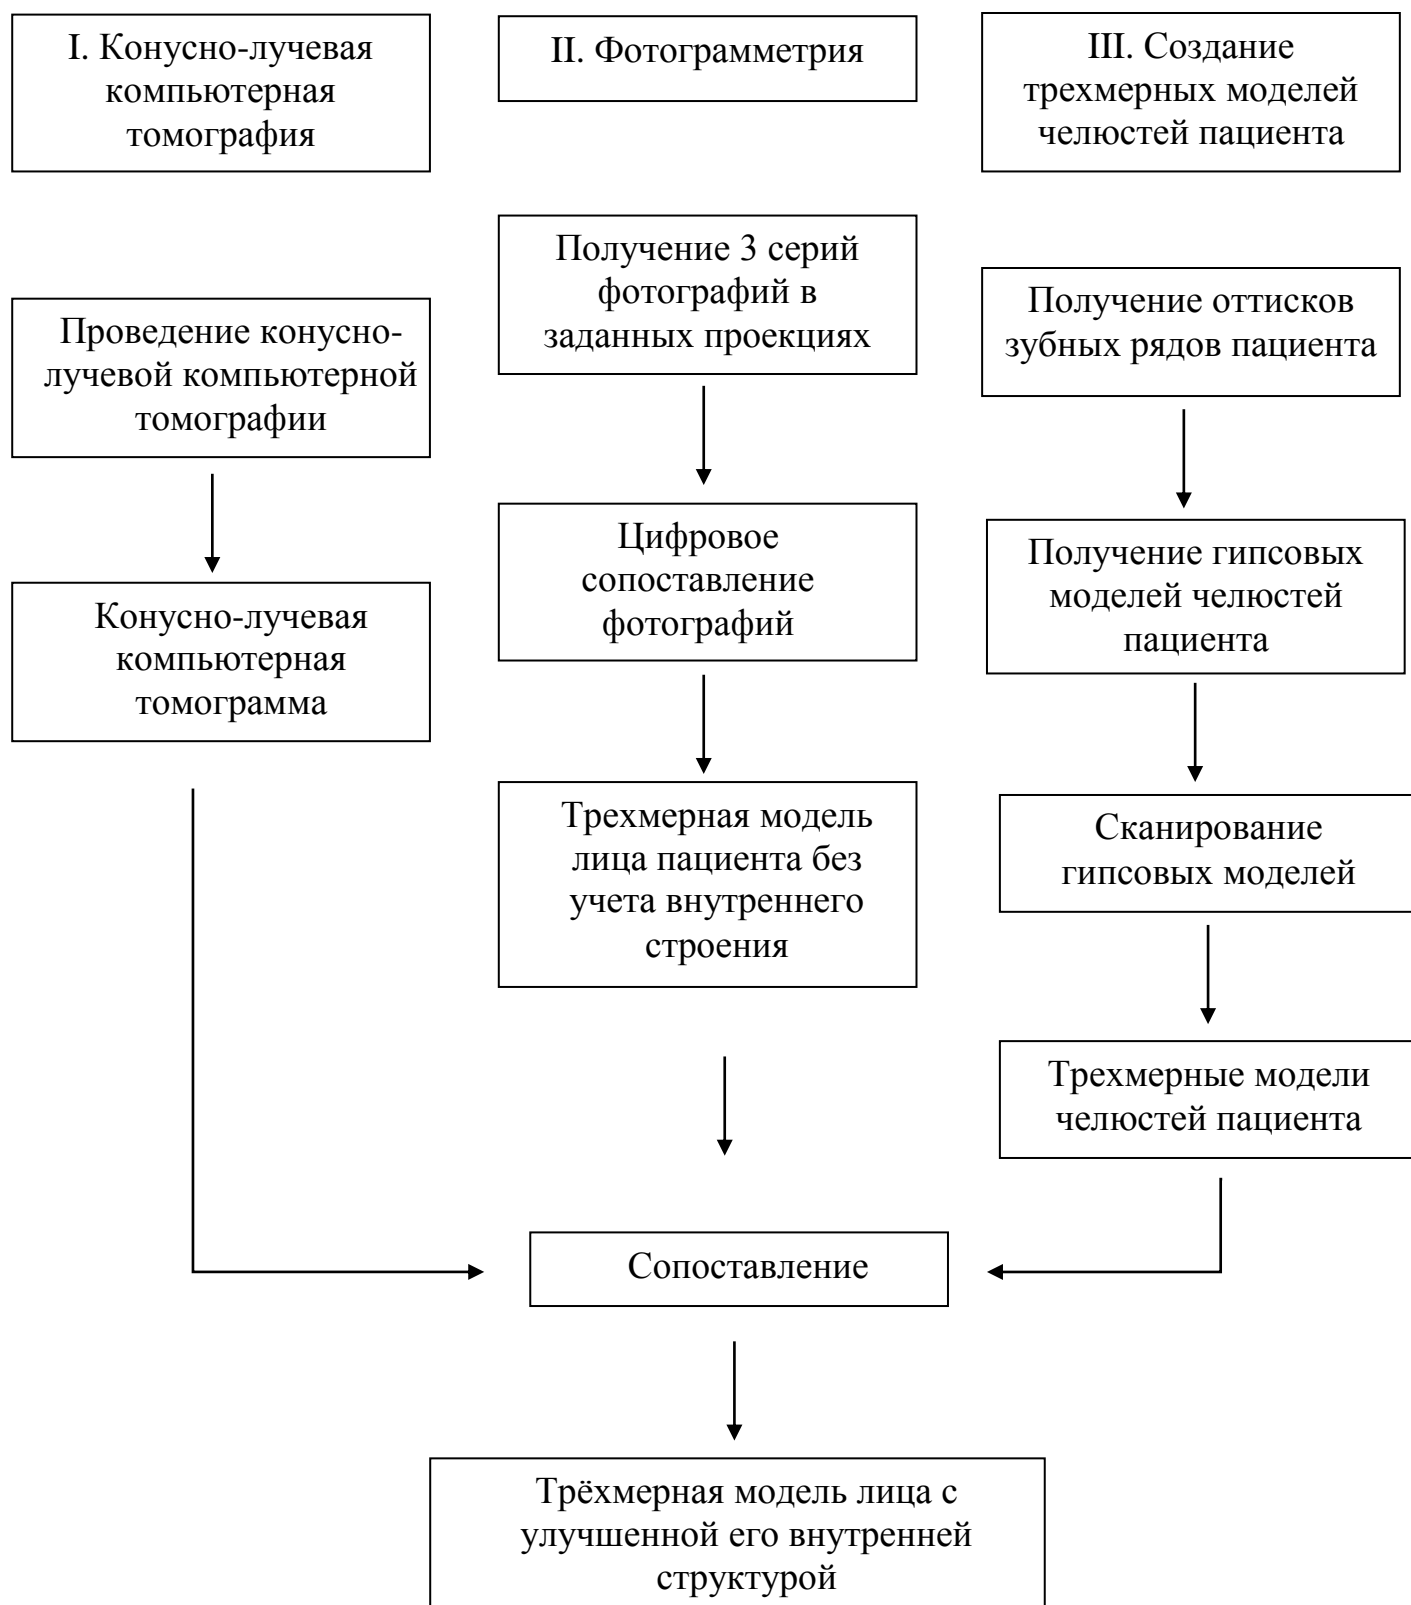 I. Конусно-лучевая
компьютерная
томография
II. Фотограмметрия
III. Создание
трехмерных моделей
челюстей пациента
Проведение конусно-
лучевой компьютерной
томографии
Конусно-лучевая
компьютерная
томограмма
Получение 3 серий
фотографий в
заданных проекциях
Цифровое
сопоставление
фотографий
Трехмерная модель
лица пациента без
учета внутреннего
строения
Получение оттисков
зубных рядов пациента
Получение гипсовых
моделей челюстей
пациента
Сканирование
гипсовых моделей
Трехмерные модели
челюстей пациента
Сопоставление
Трёхмерная модель лица с
улучшенной его внутренней
структурой